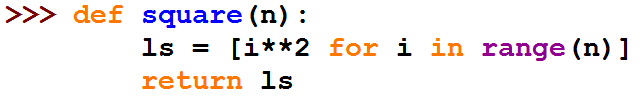 >>> def square(n):
        ls = [i**2 for i in range(n)]
        return ls